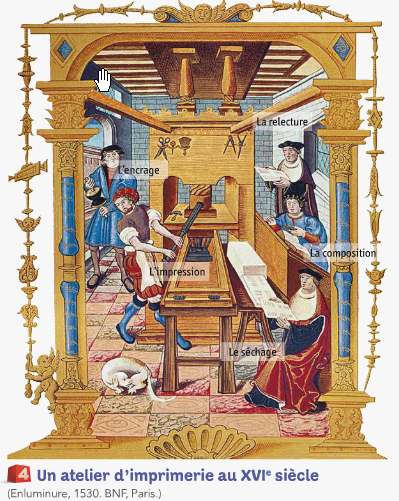 La relecture
L'encrage
La composition
L'impression
Le séchage
4 Un atelier d'imprimerie au XVIe siècle
(Enluminure, 1530. BNF, Paris.)